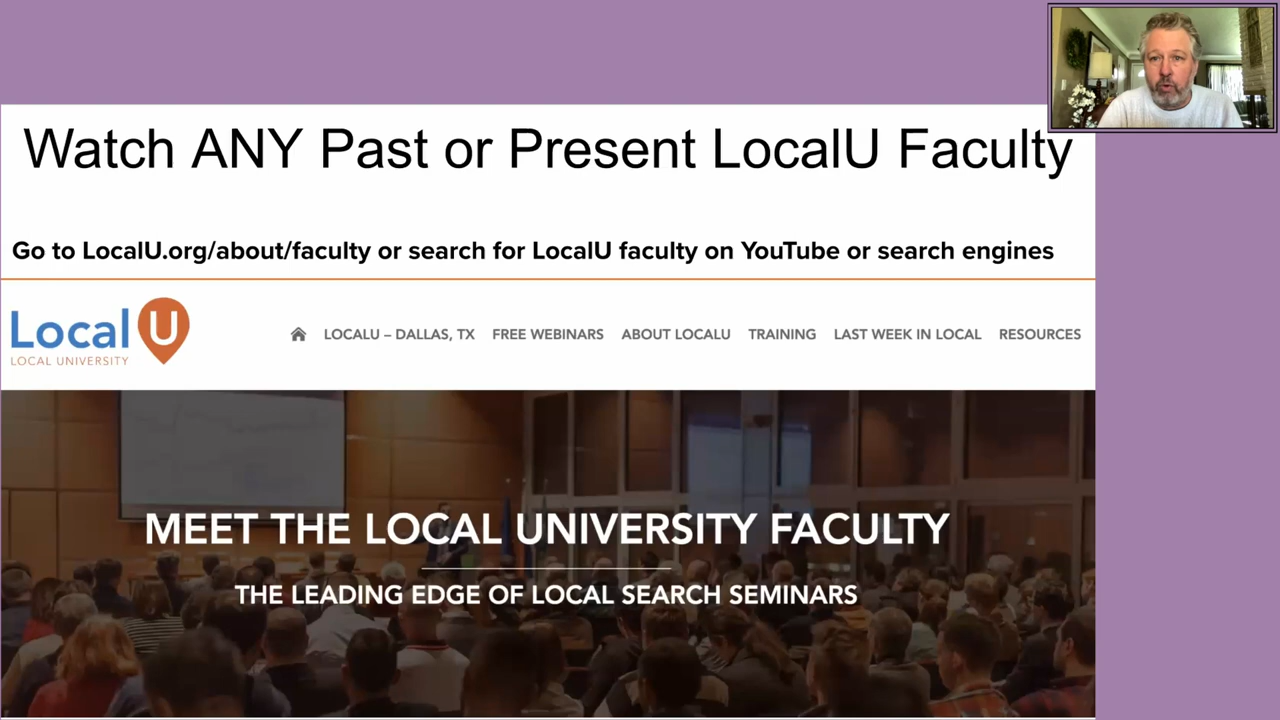 Watch ANY Past or Present LocalU Faculty
Go to LocalU.org/about/faculty or search for LocalU faculty on YouTube or search engines
Local U
LOCAL UNIVERSITY
LOCALU – DALLAS, TX FREE WEBINARS ABOUT LOCALU TRAINING LAST WEEK IN LOCAL RESOURCES
MEET THE LOCAL UNIVERSITY FACULTY
THE LEADING EDGE OF LOCAL SEARCH SEMINARS